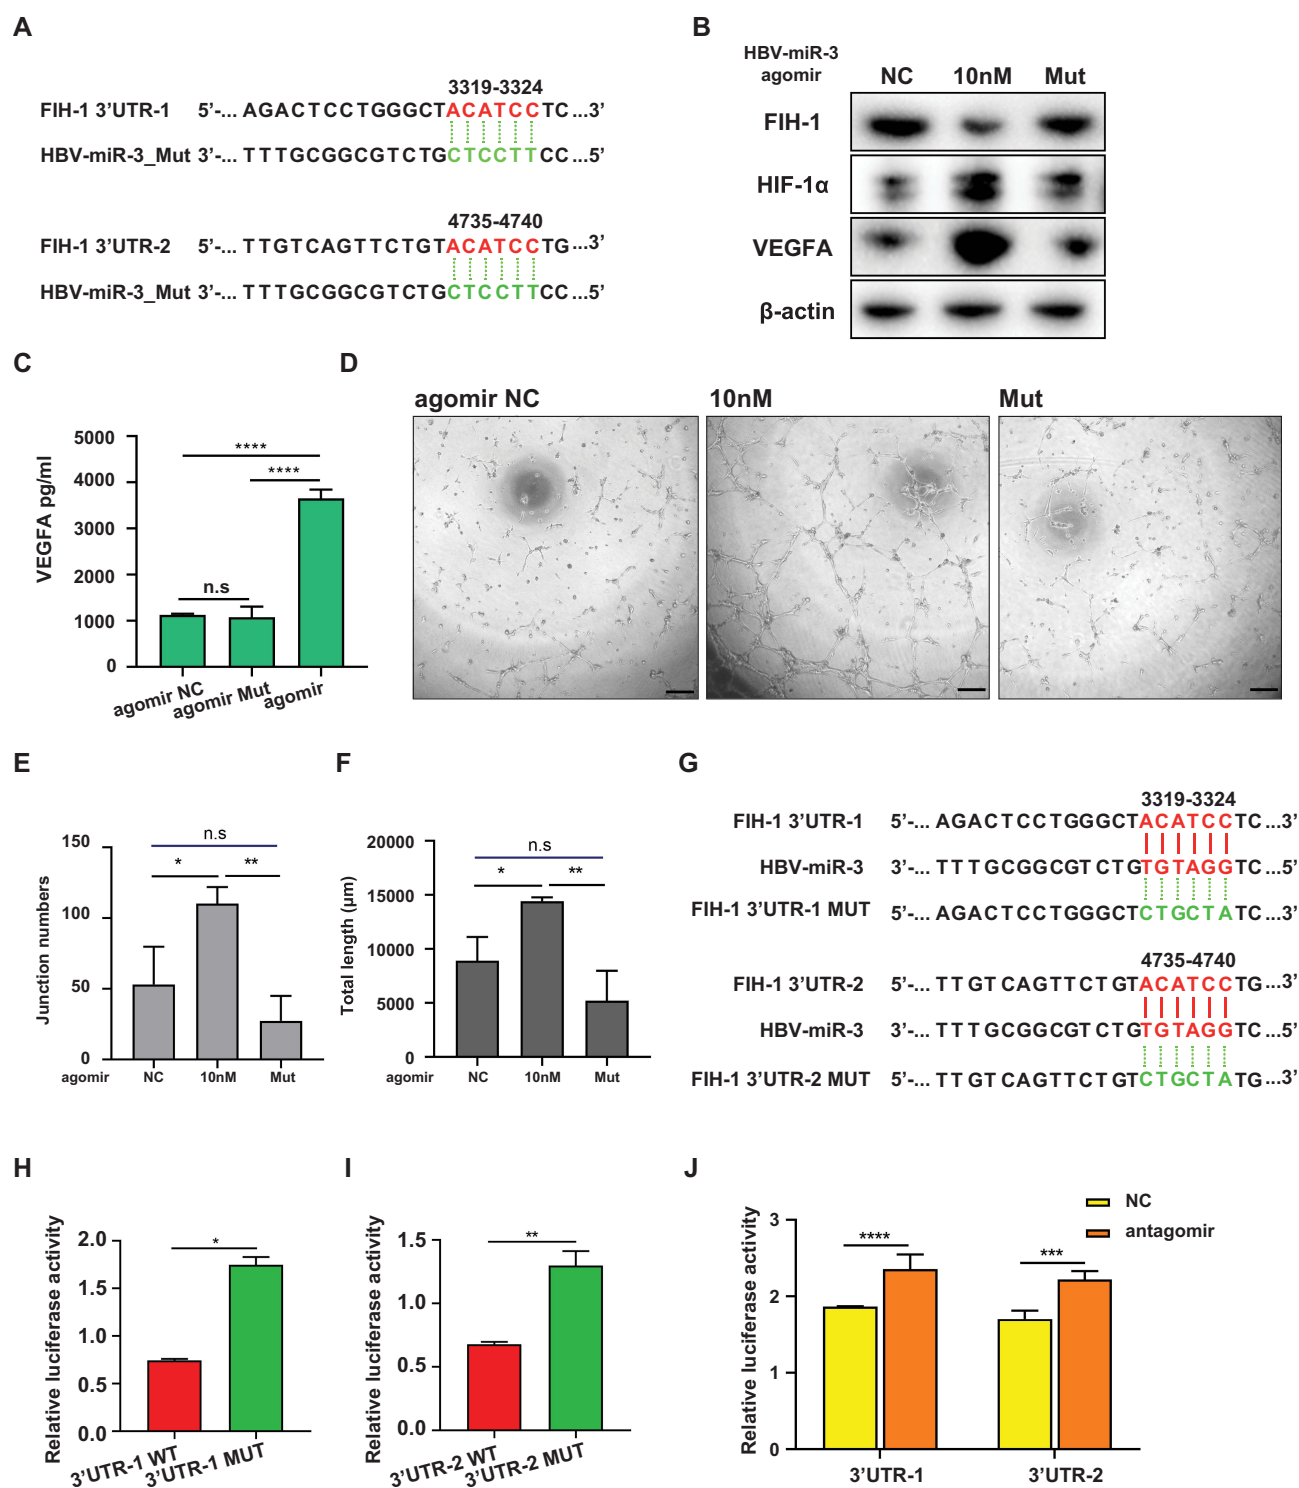 A
3319-3324
FIH-1 3’UTR-1 5’-... AGACTCCTGGGCTACATCCTC...3’
HBV-miR-3_Mut 3’-... TTTGCGGCGTCTGCTCCTTCC...5’
4735-4740
FIH-1 3’UTR-2 5’-... TTGTCAGTTCTGTACATCCTG...3’
HBV-miR-3_Mut 3’-... TTTGCGGCGTCTGCTCCTTCC...5’
B
HBV-miR-3
agomir NC 10nM Mut
FIH-1
HIF-1α
VEGFA
β-actin
C
VEGFA pg/ml
5000
4000
3000
2000
1000
0
****
****
n.s
agomir NC
agomir Mut
agomir
D
agomir NC 10nM Mut
E
Junction numbers
150
100
50
0
n.s
* **
agomir NC 10nM Mut
F
Total length (μm)
20000
15000
10000
5000
0
n.s
* **
agomir NC 10nM Mut
G
3319-3324
FIH-1 3’UTR-1 5’-... AGACTCCTGGGCTACATCCTC...3’
HBV-miR-3 3’-... TTTGCGGCGTCTGTGTAGGTC...5’
FIH-1 3’UTR-1 MUT 5’-... AGACTCCTGGGCTCTGCTATC...3’
4735-4740
FIH-1 3’UTR-2 5’-... TTGTCAGTTCTGTACATCCTG...3’
HBV-miR-3 3’-... TTTGCGGCGTCTGTGTAGGTC...5’
FIH-1 3’UTR-2 MUT 5’-... TTGTCAGTTCTGTCTGCTATG...3’
H
Relative luciferase activity
2.0
1.5
1.0
0.5
0.0
*
3’UTR-1 WT
3’UTR-1 MUT
I
Relative luciferase activity
1.5
1.0
0.5
0.0
**
3’UTR-2 WT
3’UTR-2 MUT
J
NC
antagomir
Relative luciferase activity
3
2
1
0
****
***
3’UTR-1 3’UTR-2